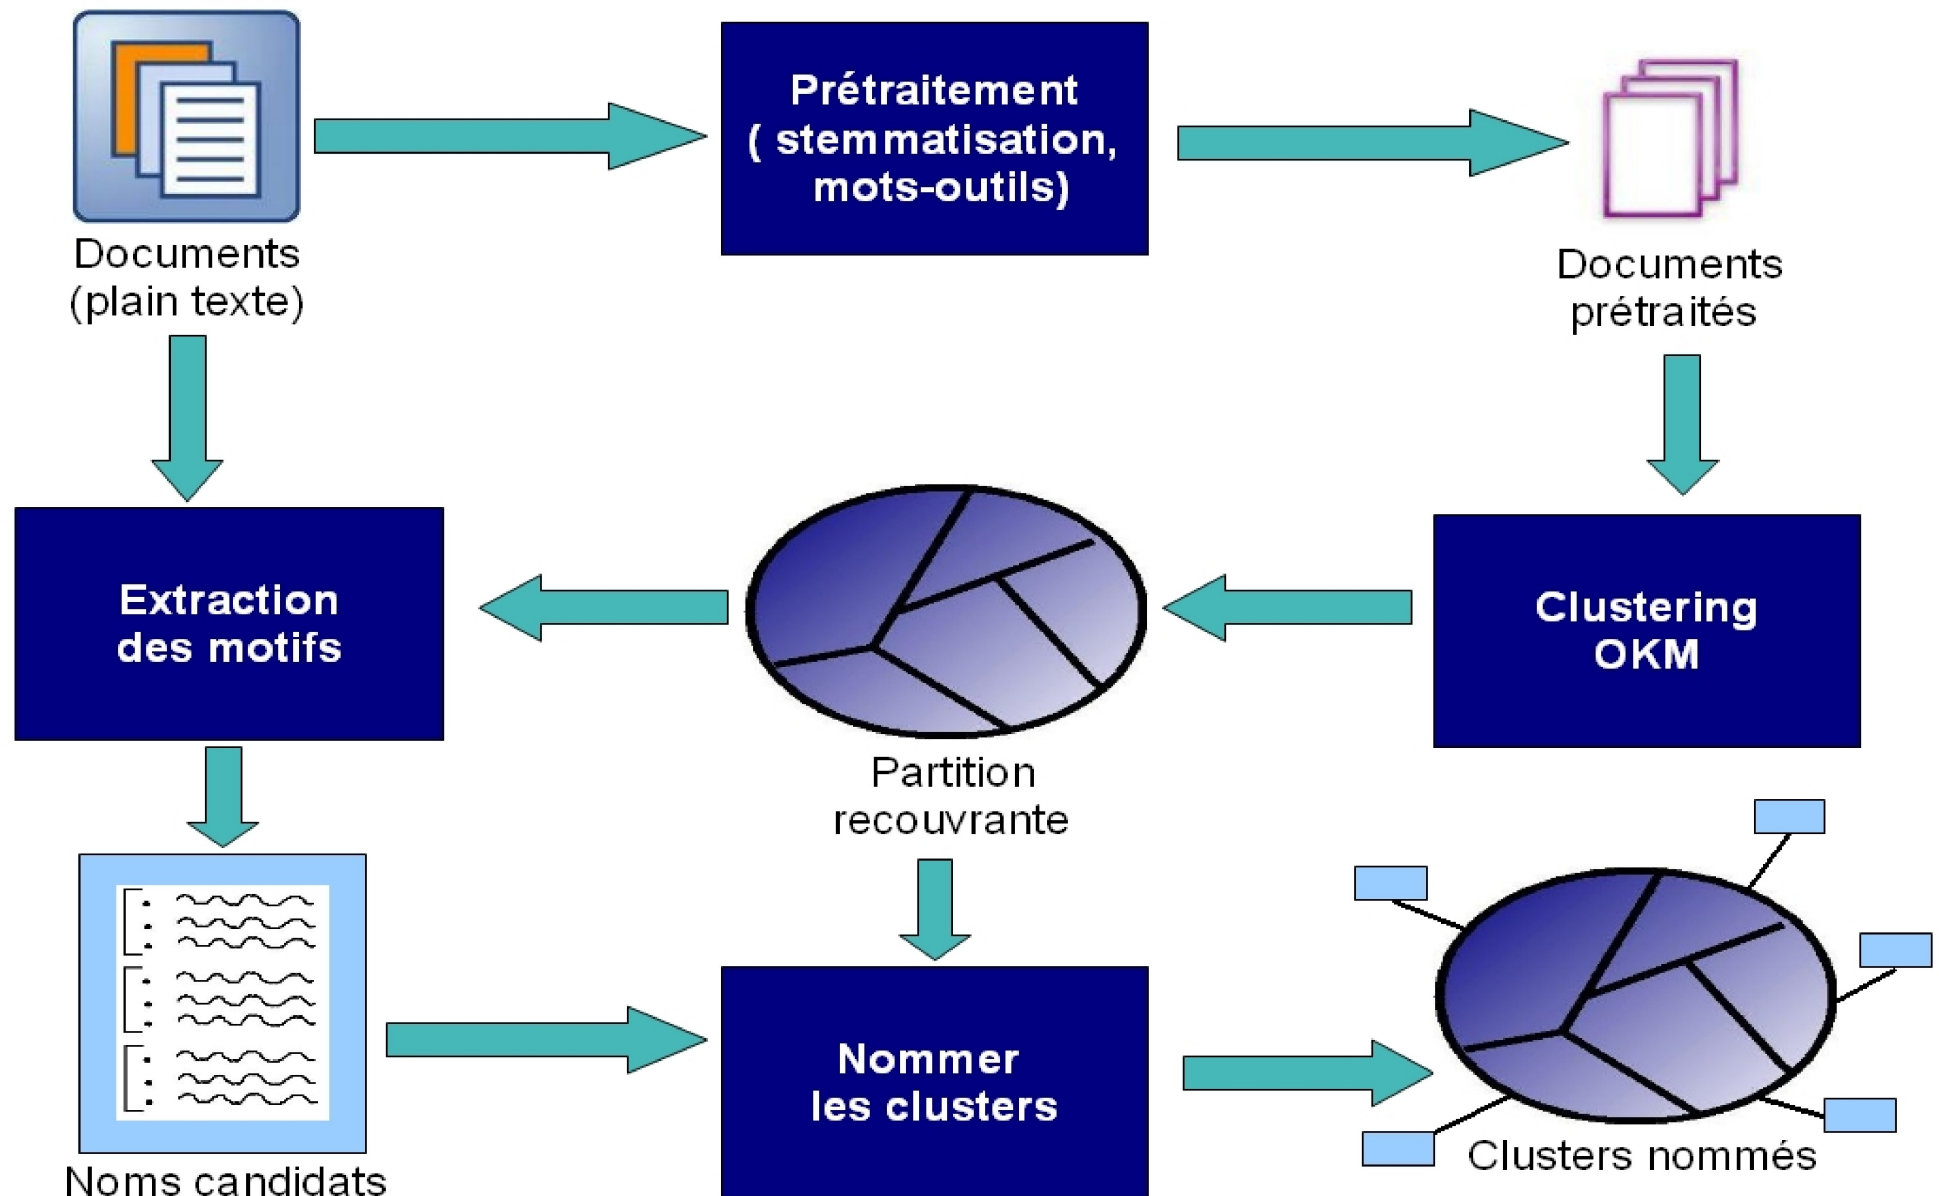 Prétraitement
( stemmatisation,
mots-outils)
Documents
(plain texte)
Documents
prétraités
Extraction
des motifs
Clustering
OKM
Partition
recouvrante
Nommer
les clusters
Noms candidats
Clusters nommés